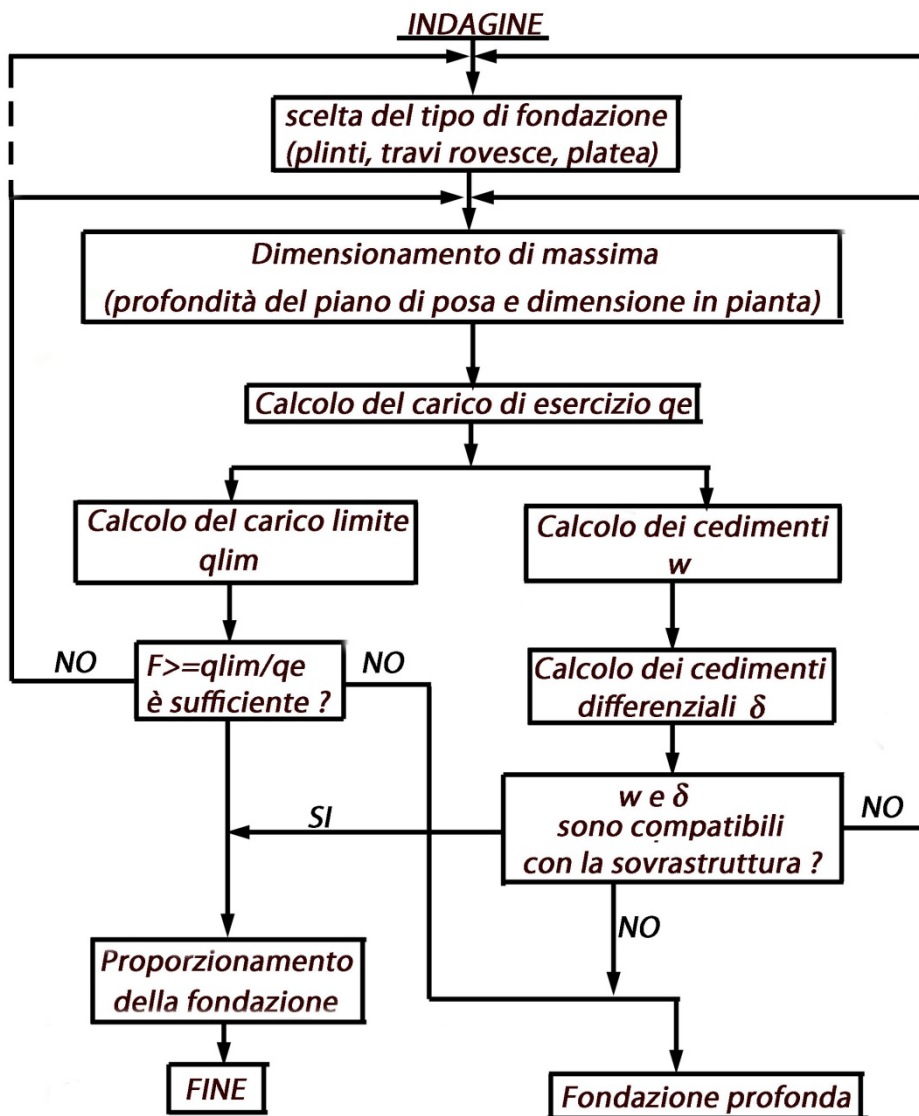 INDAGINE
scelta del tipo di fondazione
(plinti, travi rovesce, platea)
Dimensionamento di massima
(profondità del piano di posa e dimensione in pianta)
Calcolo del carico di esercizio qe
Calcolo del carico limite
qlim
Calcolo dei cedimenti
w
NO
F>=qlim/qe
è sufficiente ?
NO
Calcolo dei cedimenti
differenziali δ
SI
w e δ
sono compatibili
con la sovrastruttura ?
NO
NO
Proporzionamento
della fondazione
FINE
Fondazione profonda